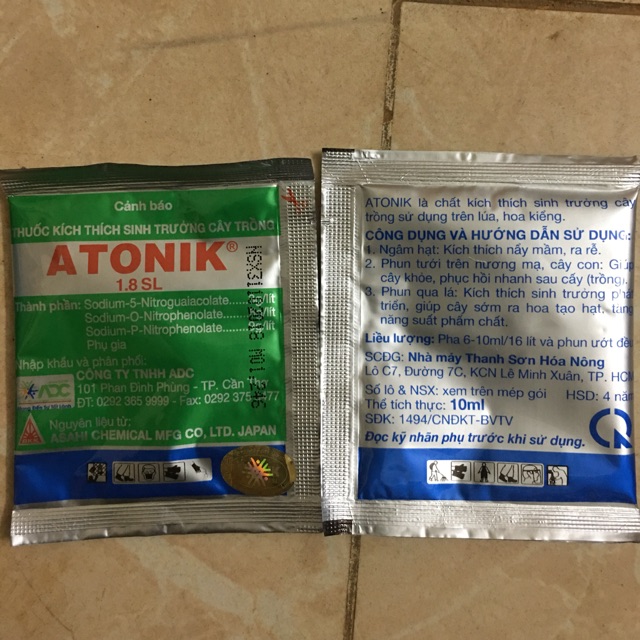 Cảnh báo
THUỐC KÍCH THÍCH SINH TRƯỞNG CÂY TRỒNG
ATONIK®
1.8 SL
Thành phần: Sodium-5-Nitroguaiacolate
Sodium-O-Nitrophenolate
Sodium-P-Nitrophenolate
Phụ gia
Nhập khẩu và phân phối:
CÔNG TY TNHH ADC
101 Phan Đình Phùng - TP. Cần
ĐT: 0292 365 9999 - Fax: 0292
ADC
Nguyên liệu từ:
ASAHI CHEMICAL MFG CO, LTD. JAPAN
ATONIK là chất kích thích sinh trưởng cây
trồng sử dụng trên lúa, hoa kiểng.
CÔNG DỤNG VÀ HƯỚNG DẪN SỬ DỤNG:
1. Ngâm hạt: Kích thích nẩy mầm, ra rễ.
2. Phun tưới trên nương mạ, cây con: Giúp
cây khỏe, phục hồi nhanh sau cấy (trồng).
3. Phun qua lá: Kích thích sinh trưởng
triển, giúp cây sớm ra hoa tạo hạt, tăng
năng suất phẩm chất.
Liều lượng: Pha 6-10ml/16 lít và phun ướt
SCĐG: Nhà máy Thanh Sơn Hóa Nông
Lô C7, Đường 7C, KCN Lê Minh Xuân, TP.
Số lô & NSX: xem trên mép gói HSD: 4
Thể tích thực: 10ml
SĐK: 1494/CNĐKT-BVTV
Đọc kỹ nhãn phụ trước khi sử dụng.